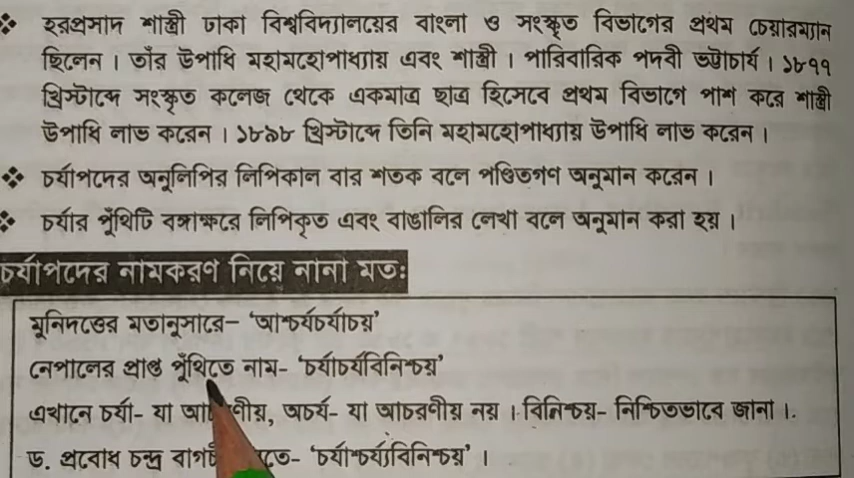 ❖ হরপ্রসাদ শাস্ত্রী ঢাকা বিশ্ববিদ্যালয়ের বাংলা ও সংস্কৃত বিভাগের প্রথম চেয়ারম্যান
ছিলেন। তাঁর উপাধি মহামহোপাধ্যায় এবং শাস্ত্রী। পারিবারিক পদবী ভট্টাচার্য। ১৮৭৭
খ্রিস্টাব্দে সংস্কৃত কলেজ থেকে একমাত্র ছাত্র হিসেবে প্রথম বিভাগে পাশ করে শাস্ত্রী
উপাধি লাভ করেন। ১৮৯৮ খ্রিস্টাব্দে তিনি মহামহোপাধ্যায় উপাধি লাভ করেন।
❖ চর্যাপদের অনুলিপির লিপিকাল বার শতক বলে পণ্ডিতগণ অনুমান করেন।
❖ চর্যার পুঁথিটি বঙ্গাক্ষরে লিপিকৃত এবং বাঙালির লেখা বলে অনুমান করা হয়।
চর্যাপদের নামকরণ নিয়ে নানা মত:
মুনিদত্তের মতানুসারে– ‘আশ্চর্যচর্যাচয়’
নেপালের প্রাপ্ত পুঁথিতে নাম- ‘চর্যাচর্যবিনিশ্চয়’
এখানে চর্যা- যা অচর্য- যা আচরণীয় নয়। বিনিশ্চয়- নিশ্চিতভাবে জানা।
ড. প্রবোধ চন্দ্র ‘চর্যাশ্চর্য্যবিনিশ্চয়’।